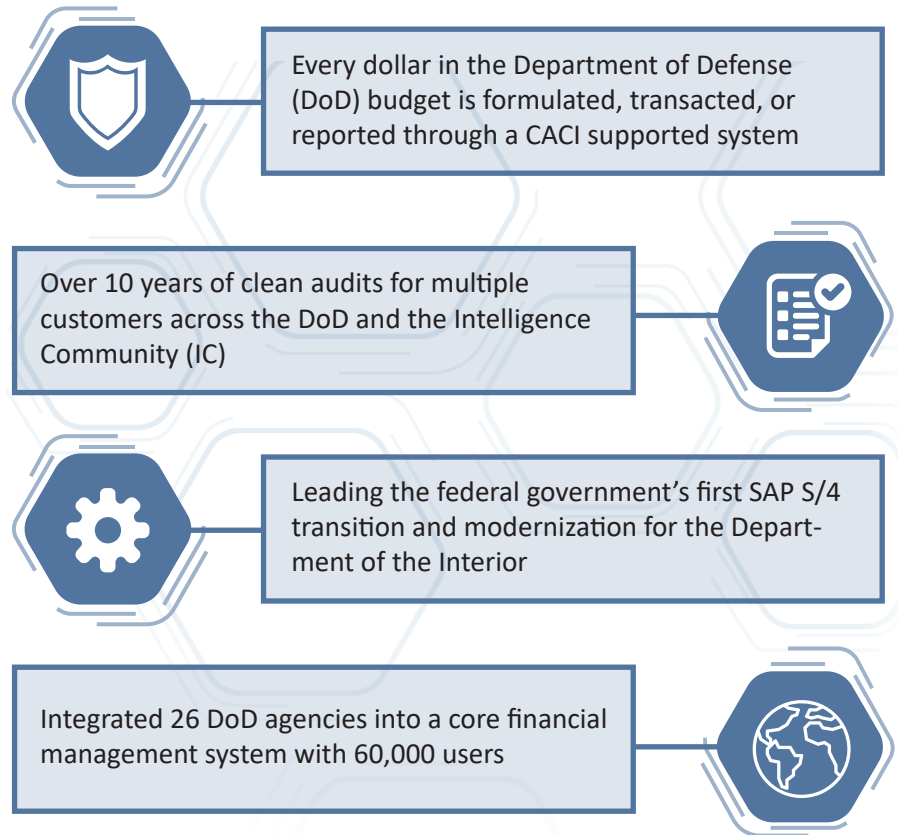 Every dollar in the Department of Defense
(DoD) budget is formulated, transacted, or
reported through a CACI supported system
Over 10 years of clean audits for multiple
customers across the DoD and the Intelligence
Community (IC)
Leading the federal government’s first SAP S/4
transition and modernization for the Depart-
ment of the Interior
Integrated 26 DoD agencies into a core financial
management system with 60,000 users